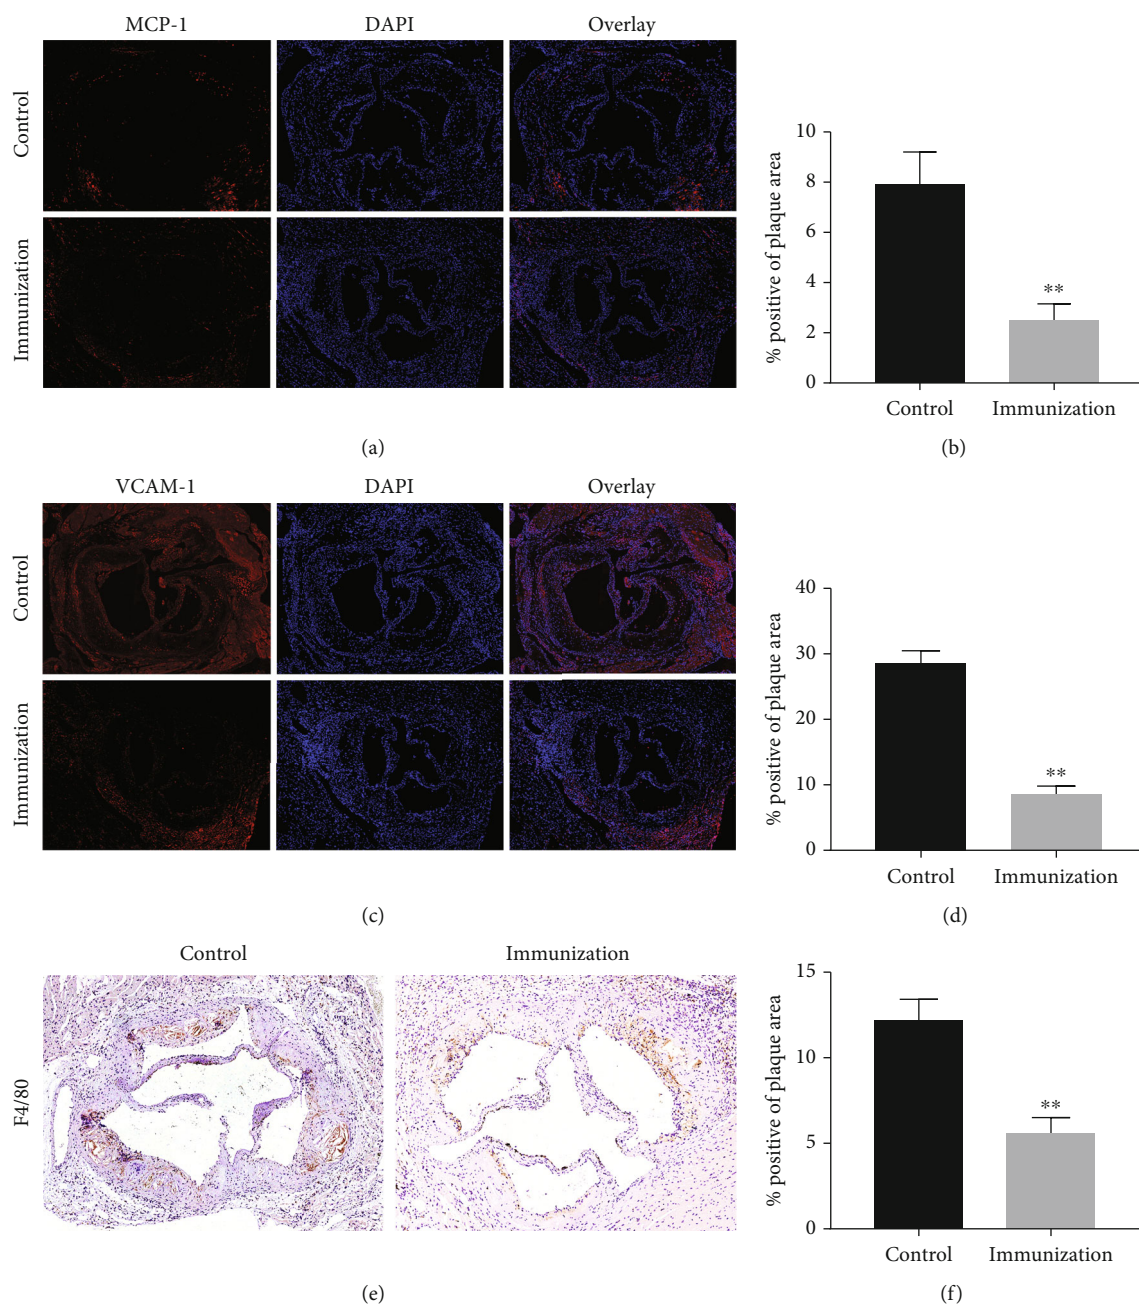 (a)
MCP-1 DAPI Overlay
Control
Immunization
% positive of plaque area
10
8
6
4
2
0
**
Control Immunization
(a)
(b)
VCAM-1 DAPI Overlay
Control
Immunization
% positive of plaque area
40
30
20
10
0
**
Control Immunization
(c)
(d)
Control Immunization
F4/80
% positive of plaque area
15
10
5
0
**
Control Immunization
(e)
(f)